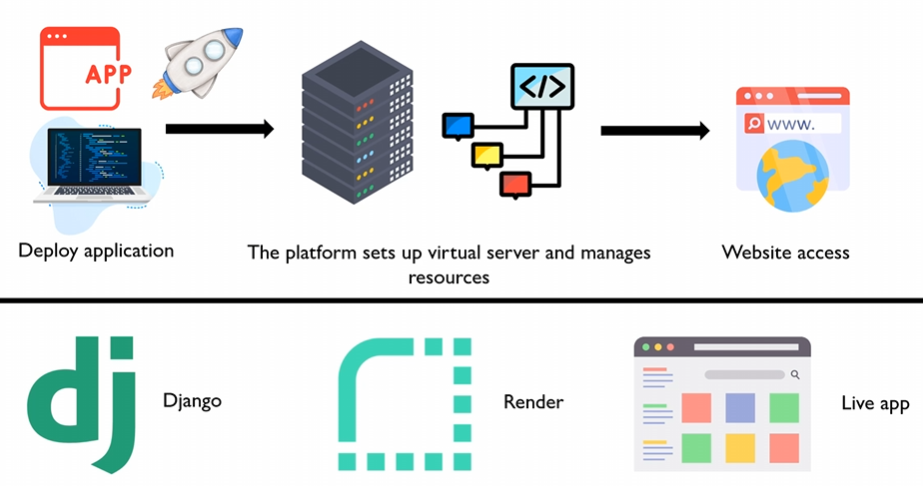 APP
</>
www.
Deploy application
The platform sets up virtual server and manages
resources
Website access
dj
Django
Render
Live app